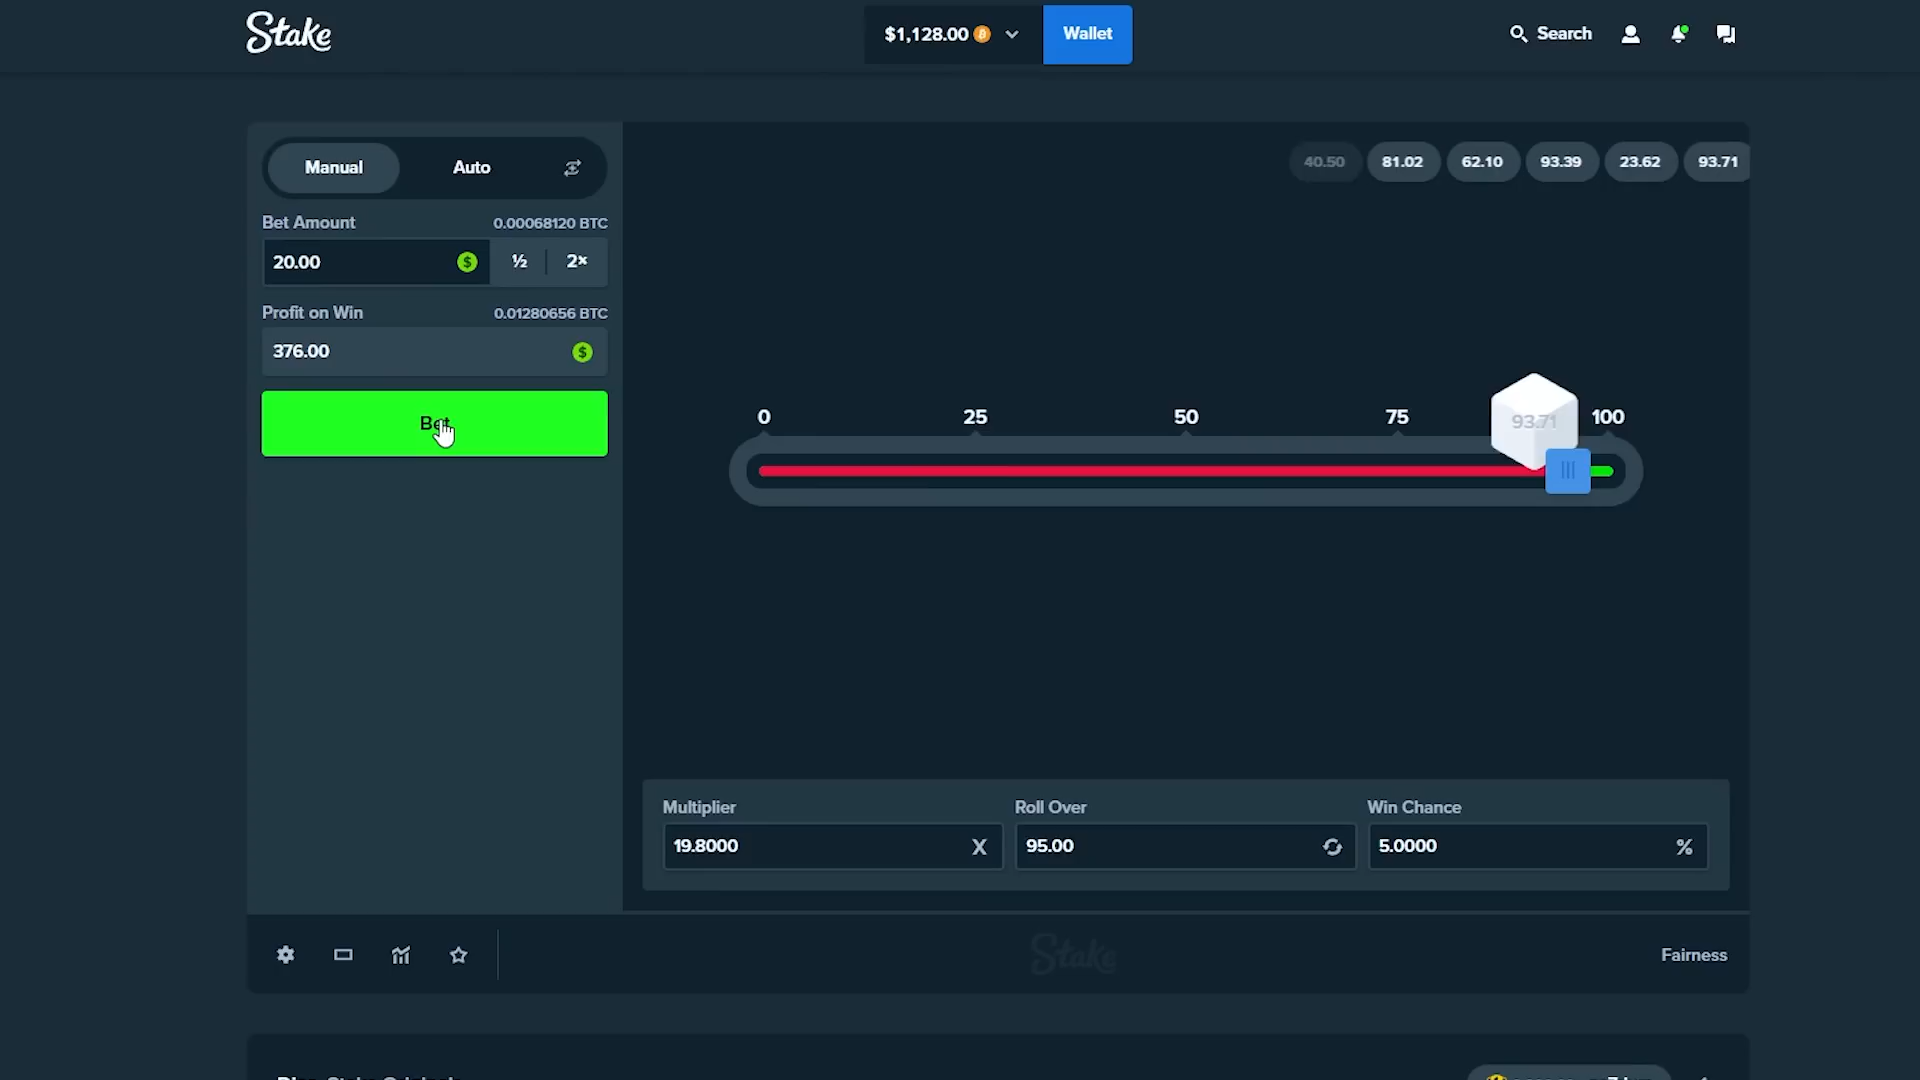 Stake
$1,128.00
Wallet
Search
Manual
Auto
40.50
81.02
62.10
93.39
23.62
93.71
Bet Amount
0.00068120 BTC
20.00
½
2×
Profit on Win
0.01280656 BTC
376.00
Bet
0
25
50
75
100
93.71
Multiplier
Roll Over
Win Chance
19.8000
X
95.00
5.0000
%
Stake
Fairness